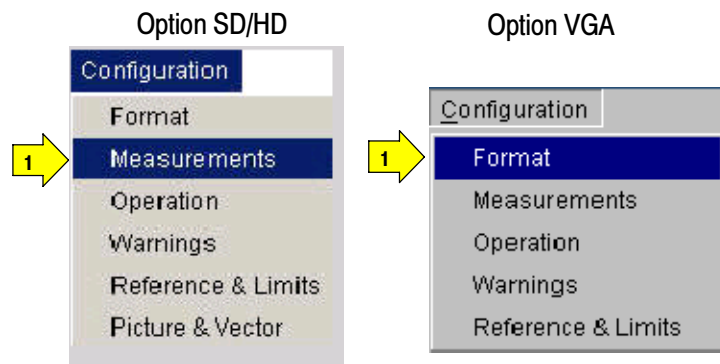 Option SD/HD
Configuration
Format
1
Measurements
Operation
Warnings
Reference & Limits
Picture & Vector
Option VGA
Configuration
1
Format
Measurements
Operation
Warnings
Reference & Limits